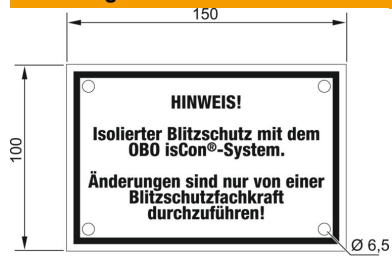 150
100
HINWEIS!
Isolierter Blitzschutz mit dem
OBO isCon®-System.
Änderungen sind nur von einer
Blitzschutzfachkraft
durchzuführen!
Ø 6,5